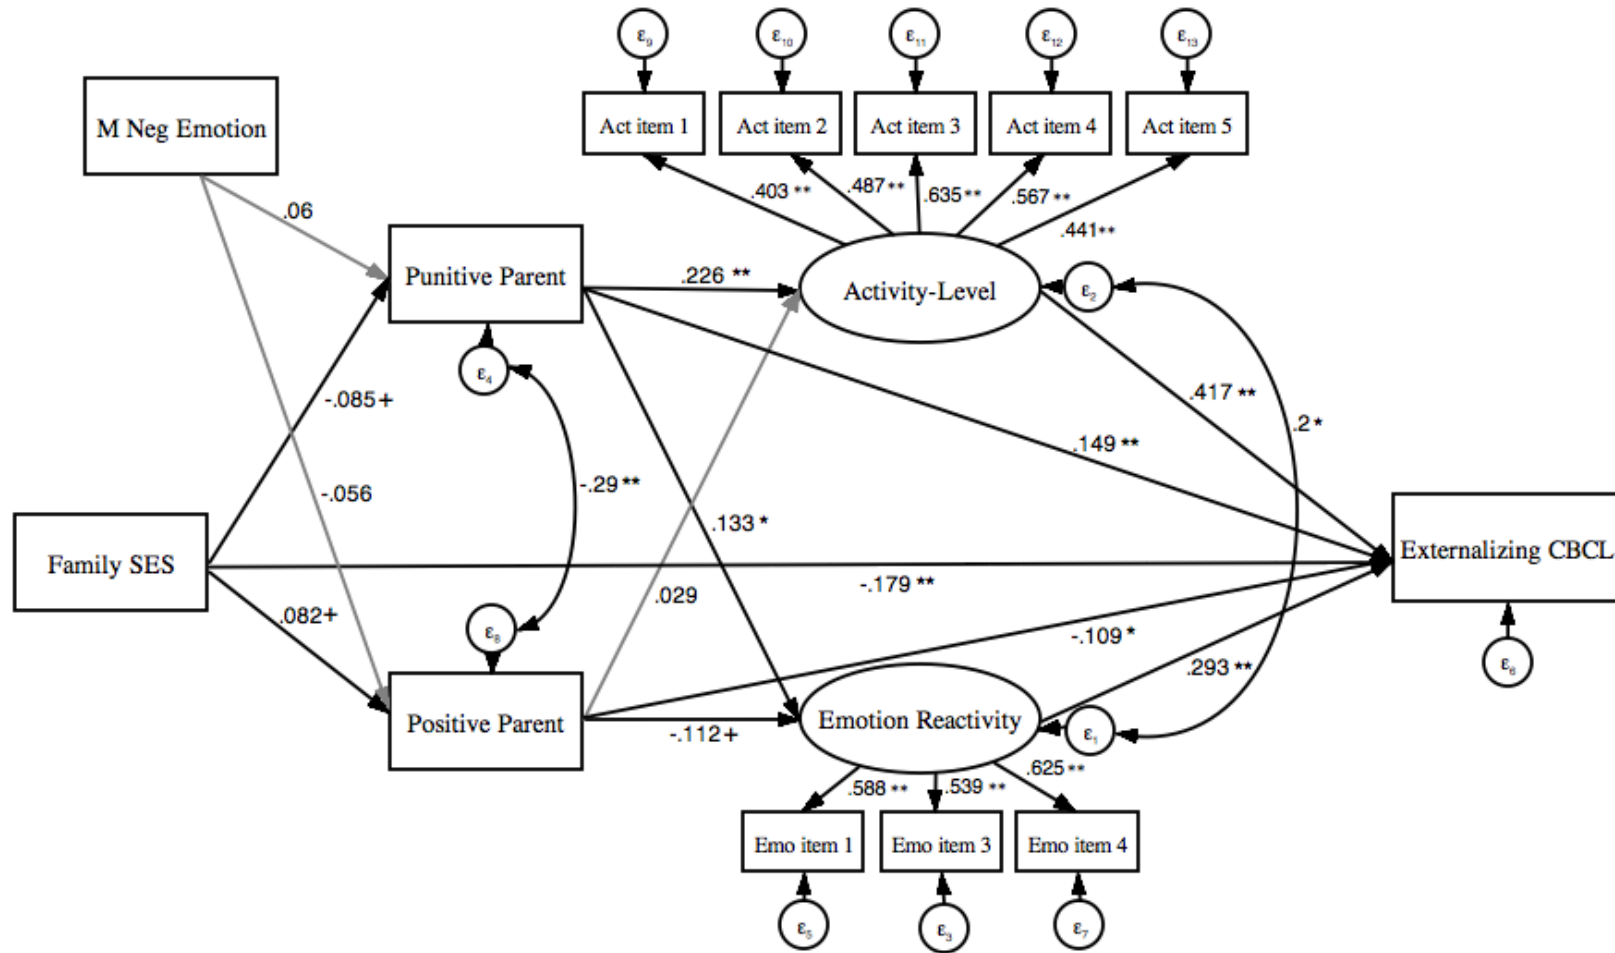 ε9 ε10 ε11 ε12 ε13
M Neg Emotion
Act item 1 Act item 2 Act item 3 Act item 4 Act item 5
.403 ** .487** .635** .567 ** .441**
.06
Punitive Parent
.226 **
Activity-Level
ε2
ε4
-.085+
.417 **
.2*
.149 **
-.29 **
-.056
.133 *
Externalizing CBCL
Family SES
-.179 **
.029
.082+
ε8
-.109 *
.293 **
ε6
Positive Parent
-.112+
Emotion Reactivity
ε1
.588 ** .539 ** .625 **
Emo item 1 Emo item 3 Emo item 4
ε5 ε3 ε7